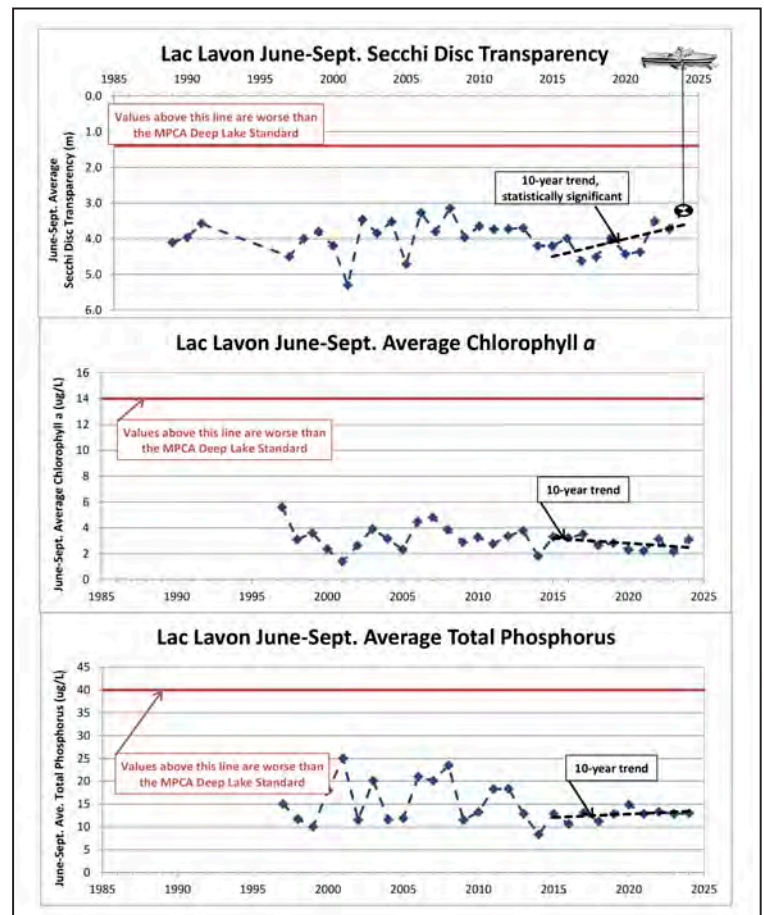 Lac Lavon June-Sept. Secchi Disc Transparency
1985 1990 1995 2000 2005 2010 2015 2020 2025
0.0
1.0
2.0
3.0
4.0
5.0
6.0
June-Sept. Average
Secchi Disc Transparency (m)
Values above this line are worse than
the MPCA Deep Lake Standard
10-year trend,
statistically significant
Lac Lavon June-Sept. Average Chlorophyll a
16
14
12
10
8
6
4
2
0
June-Sept. Average Chlorophyll a (ug/L)
Values above this line are worse than
the MPCA Deep Lake Standard
10-year trend
1985 1990 1995 2000 2005 2010 2015 2020 2025
Lac Lavon June-Sept. Average Total Phosphorus
45
40
35
30
25
20
15
10
5
0
June-Sept. Ave. Total Phosphorus (ug/L)
Values above this line are worse than
the MPCA Deep Lake Standard
10-year trend
1985 1990 1995 2000 2005 2010 2015 2020 2025